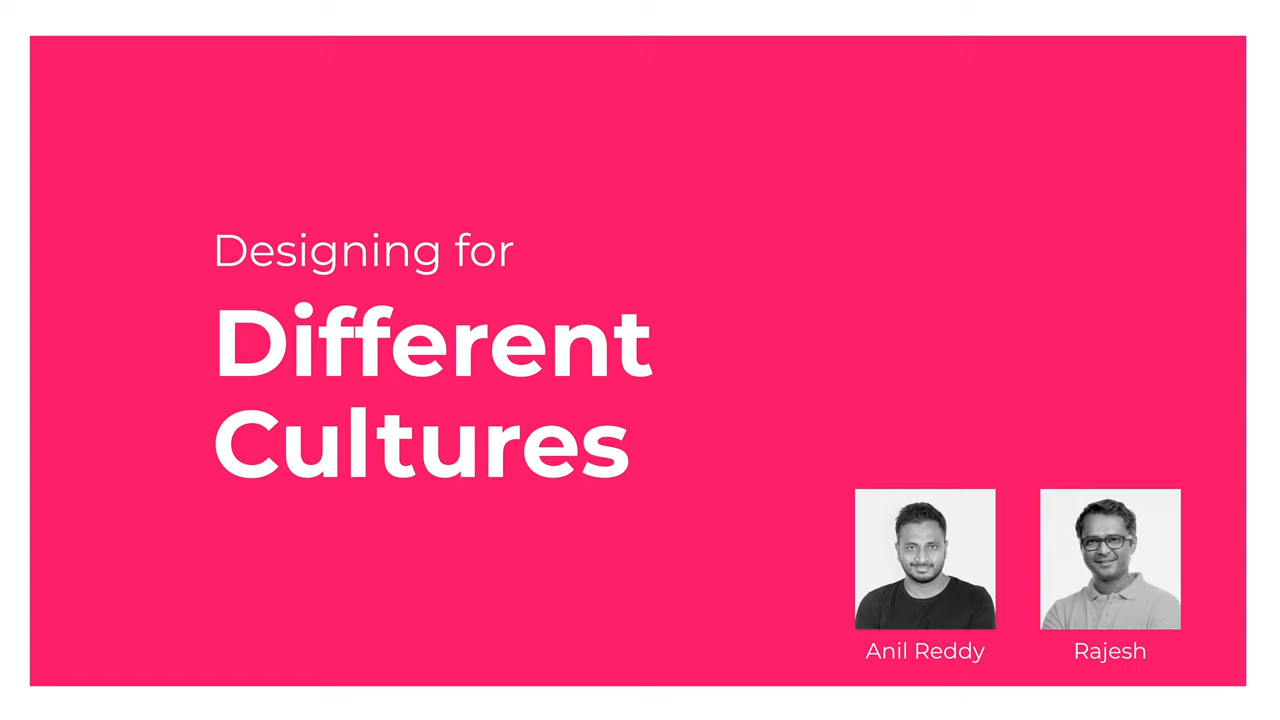 Designing for
Different
Cultures
Anil Reddy
Rajesh